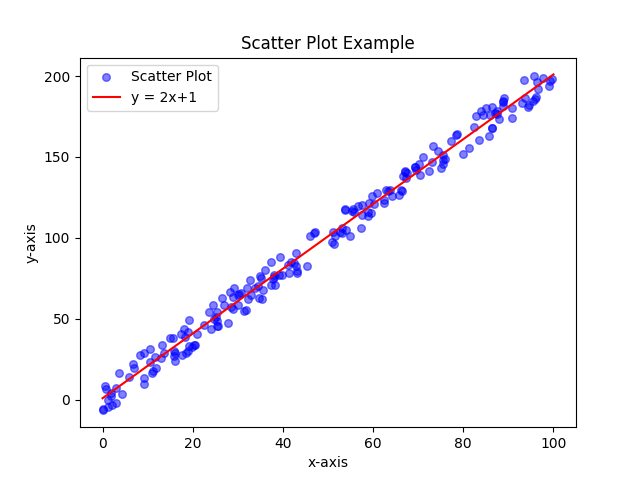 Scatter Plot Example
Scatter Plot
y = 2x+1
200
150
100
50
0
y-axis
0 20 40 60 80 100
x-axis